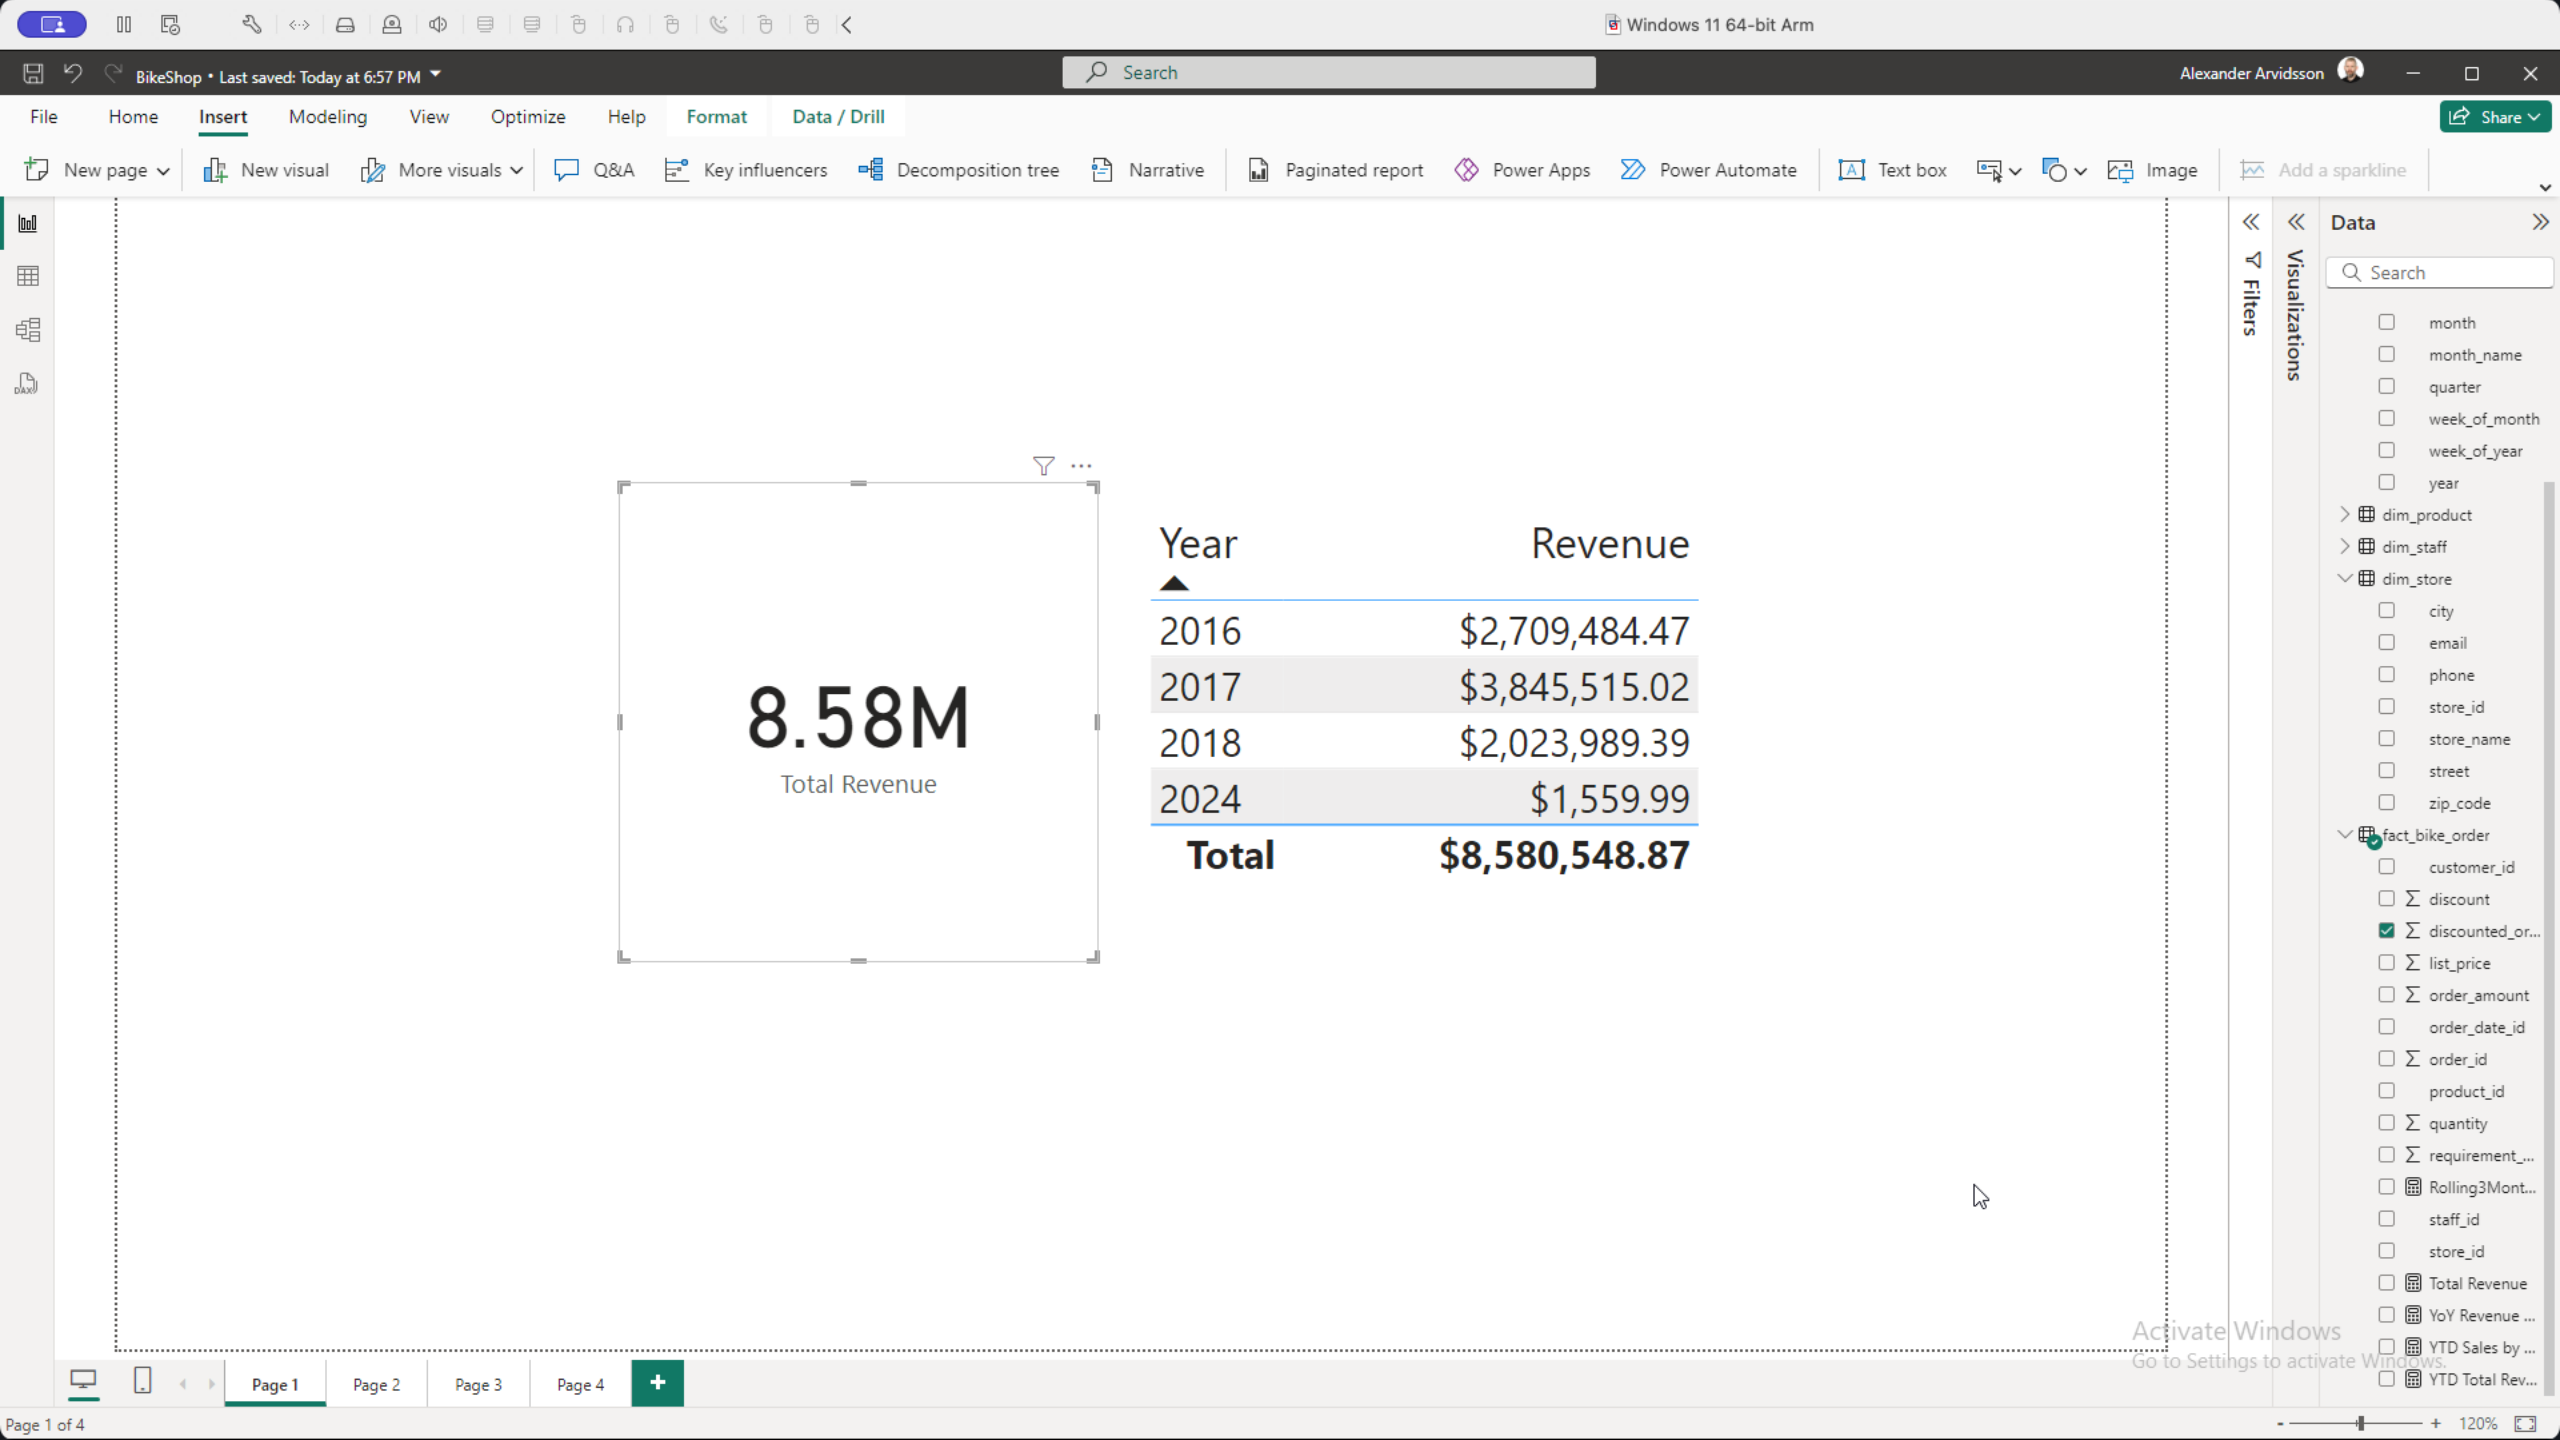 Windows 11 64-bit Arm
BikeShop • Last saved: Today at 6:57 PM
Search
Alexander Arvidsson
File Home Insert Modeling View Optimize Help Format Data / Drill
Share
New page New visual More visuals Q&A Key influencers Decomposition tree Narrative Paginated report Power Apps Power Automate Text box Image Add a sparkline
DAX
Filters
Visualizations
Data
Search
month
month_name
quarter
week_of_month
week_of_year
year
dim_product
dim_staff
dim_store
city
email
phone
store_id
store_name
street
zip_code
fact_bike_order
customer_id
discount
discounted_or...
list_price
order_amount
order_date_id
order_id
product_id
quantity
requirement_...
Rolling3Mont...
staff_id
store_id
Total Revenue
YoY Revenue ...
YTD Sales by ...
YTD Total Rev...
8.58M
Total Revenue
Year Revenue
2016 $2,709,484.47
2017 $3,845,515.02
2018 $2,023,989.39
2024 $1,559.99
Total $8,580,548.87
Activate Windows
Go to Settings to activate Windows.
Page 1 Page 2 Page 3 Page 4 +
Page 1 of 4
- + 120%